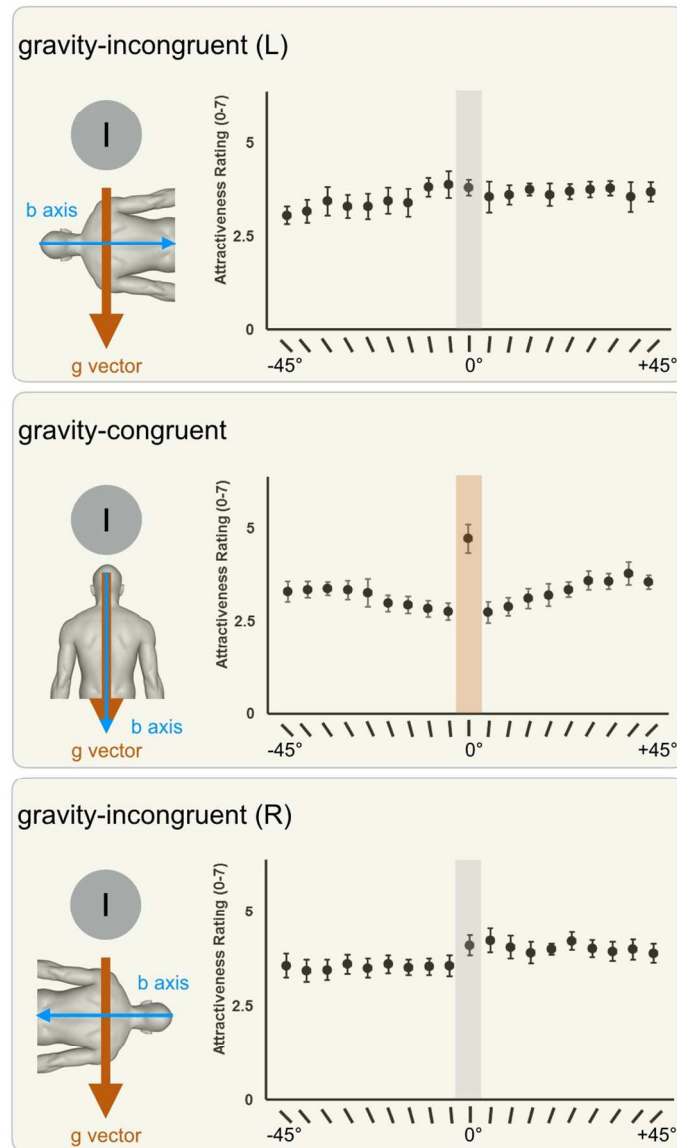 gravity-incongruent (L)
Attractiveness Rating (0-7)
5
2.5
0
b axis
g vector
-45°
0°
+45°
gravity-congruent
Attractiveness Rating (0-7)
5
2.5
0
b axis
g vector
-45°
0°
+45°
gravity-incongruent (R)
Attractiveness Rating (0-7)
5
2.5
0
b axis
g vector
-45°
0°
+45°